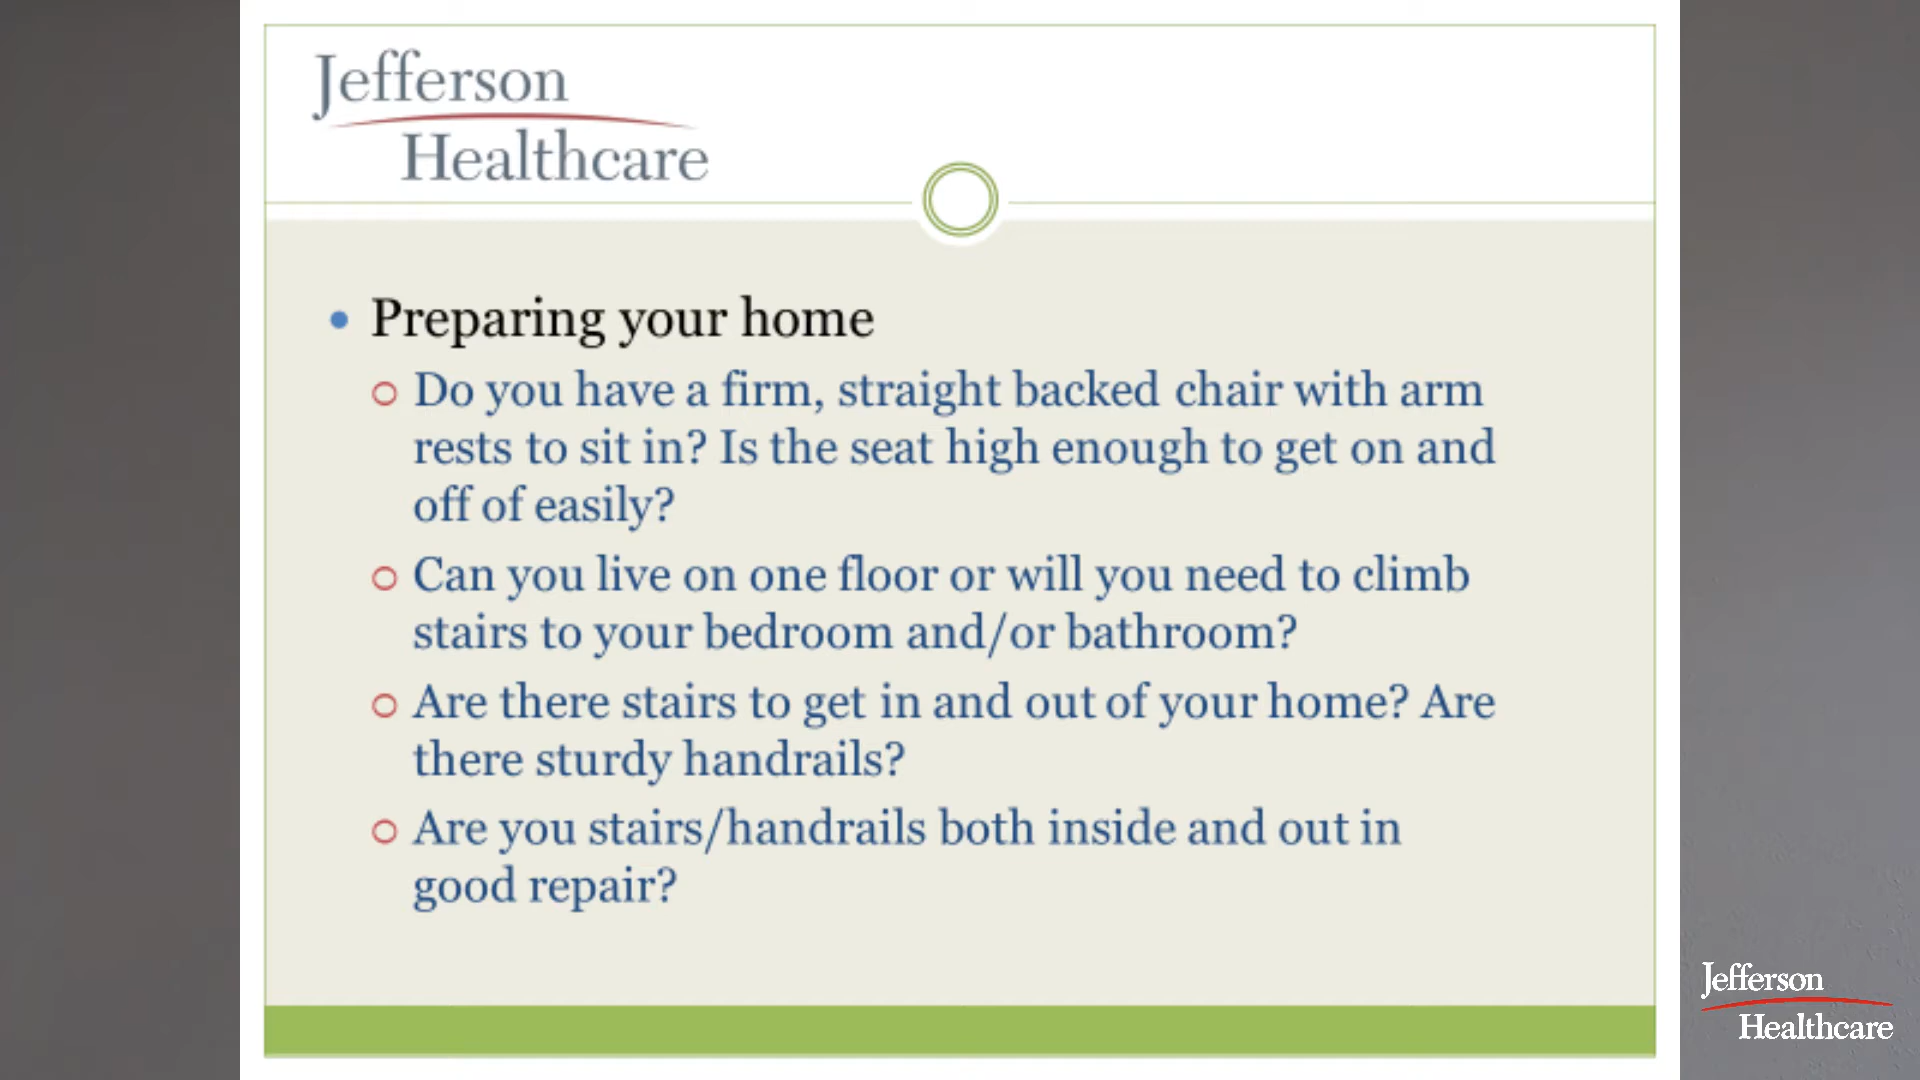 Jefferson
Healthcare
Preparing your home
Do you have a firm, straight backed chair with arm
rests to sit in? Is the seat high enough to get on and
off of easily?
Can you live on one floor or will you need to climb
stairs to your bedroom and/or bathroom?
Are there stairs to get in and out of your home? Are
there sturdy handrails?
Are you stairs/handrails both inside and out in
good repair?
Jefferson
Healthcare